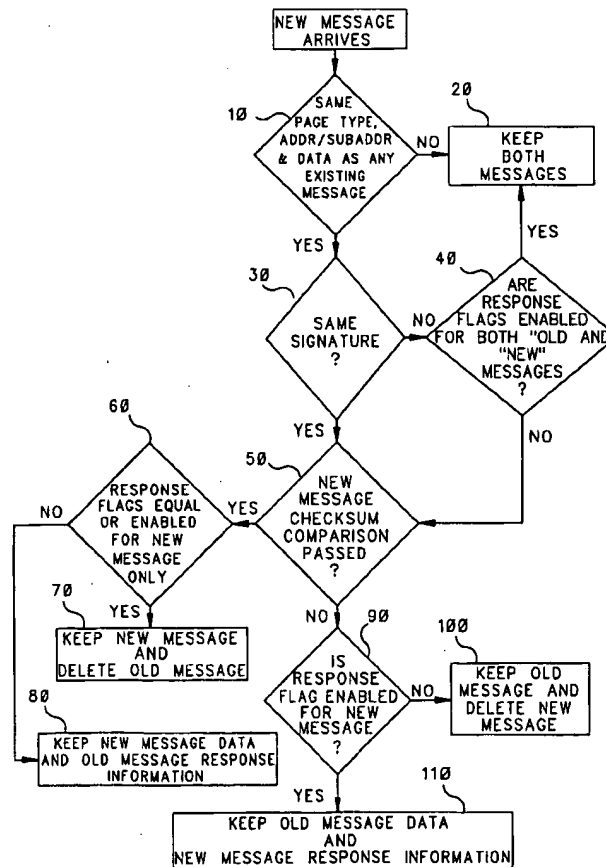 NEW MESSAGE
ARRIVES
10
SAME
PAGE TYPE,
ADDR/SUBADDR
& DATA AS ANY
EXISTING
MESSAGE
NO
20
KEEP
BOTH
MESSAGES
YES
YES
30
SAME
SIGNATURE
?
NO
40
ARE
RESPONSE
FLAGS ENABLED
FOR BOTH "OLD AND
"NEW"
MESSAGES
?
YES
NO
50
NEW
MESSAGE
CHECKSUM
COMPARISON
PASSED
?
YES
60
RESPONSE
FLAGS EQUAL
OR ENABLED
FOR NEW
MESSAGE
ONLY
NO
YES
70
KEEP NEW MESSAGE
AND
DELETE OLD MESSAGE
80
KEEP NEW MESSAGE DATA
AND OLD MESSAGE RESPONSE
INFORMATION
NO
90
IS
RESPONSE
FLAG ENABLED
FOR NEW
MESSAGE
?
NO
100
KEEP OLD
MESSAGE AND
DELETE NEW
MESSAGE
YES
110
KEEP OLD MESSAGE DATA
AND
NEW MESSAGE RESPONSE INFORMATION